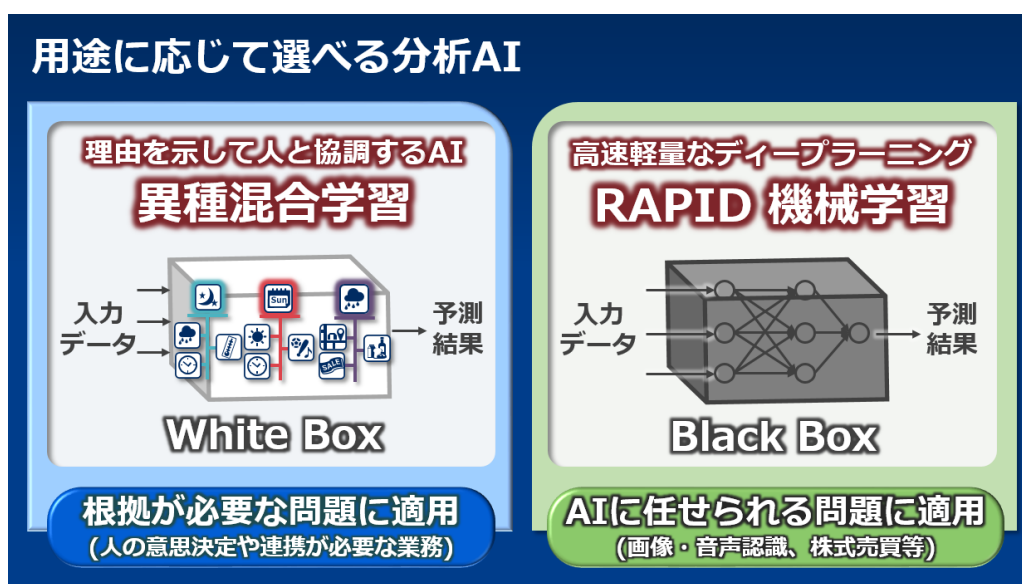 用途に応じて選べる分析AI
理由を示して人と協調するAI
異種混合学習
入力
データ
Sun
SALE
予測
結果
White Box
根拠が必要な問題に適用
(人の意思決定や連携が必要な業務)
高速軽量なディープラーニング
RAPID 機械学習
入力
データ
予測
結果
Black Box
AIに任せられる問題に適用
(画像・音声認識、株式売買等)